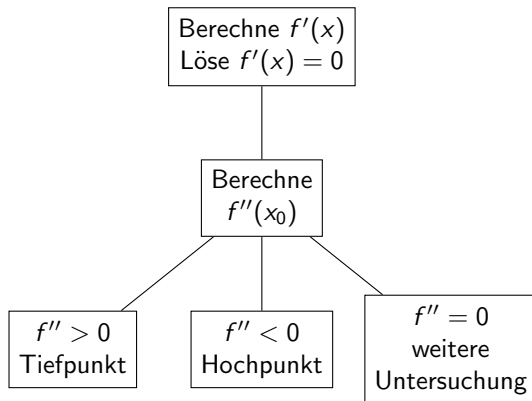 Berechne f′(x)
Löse f′(x) = 0
Berechne
f′′(x₀)
f′′ > 0
Tiefpunkt
f′′ < 0
Hochpunkt
f′′ = 0
weitere
Untersuchung